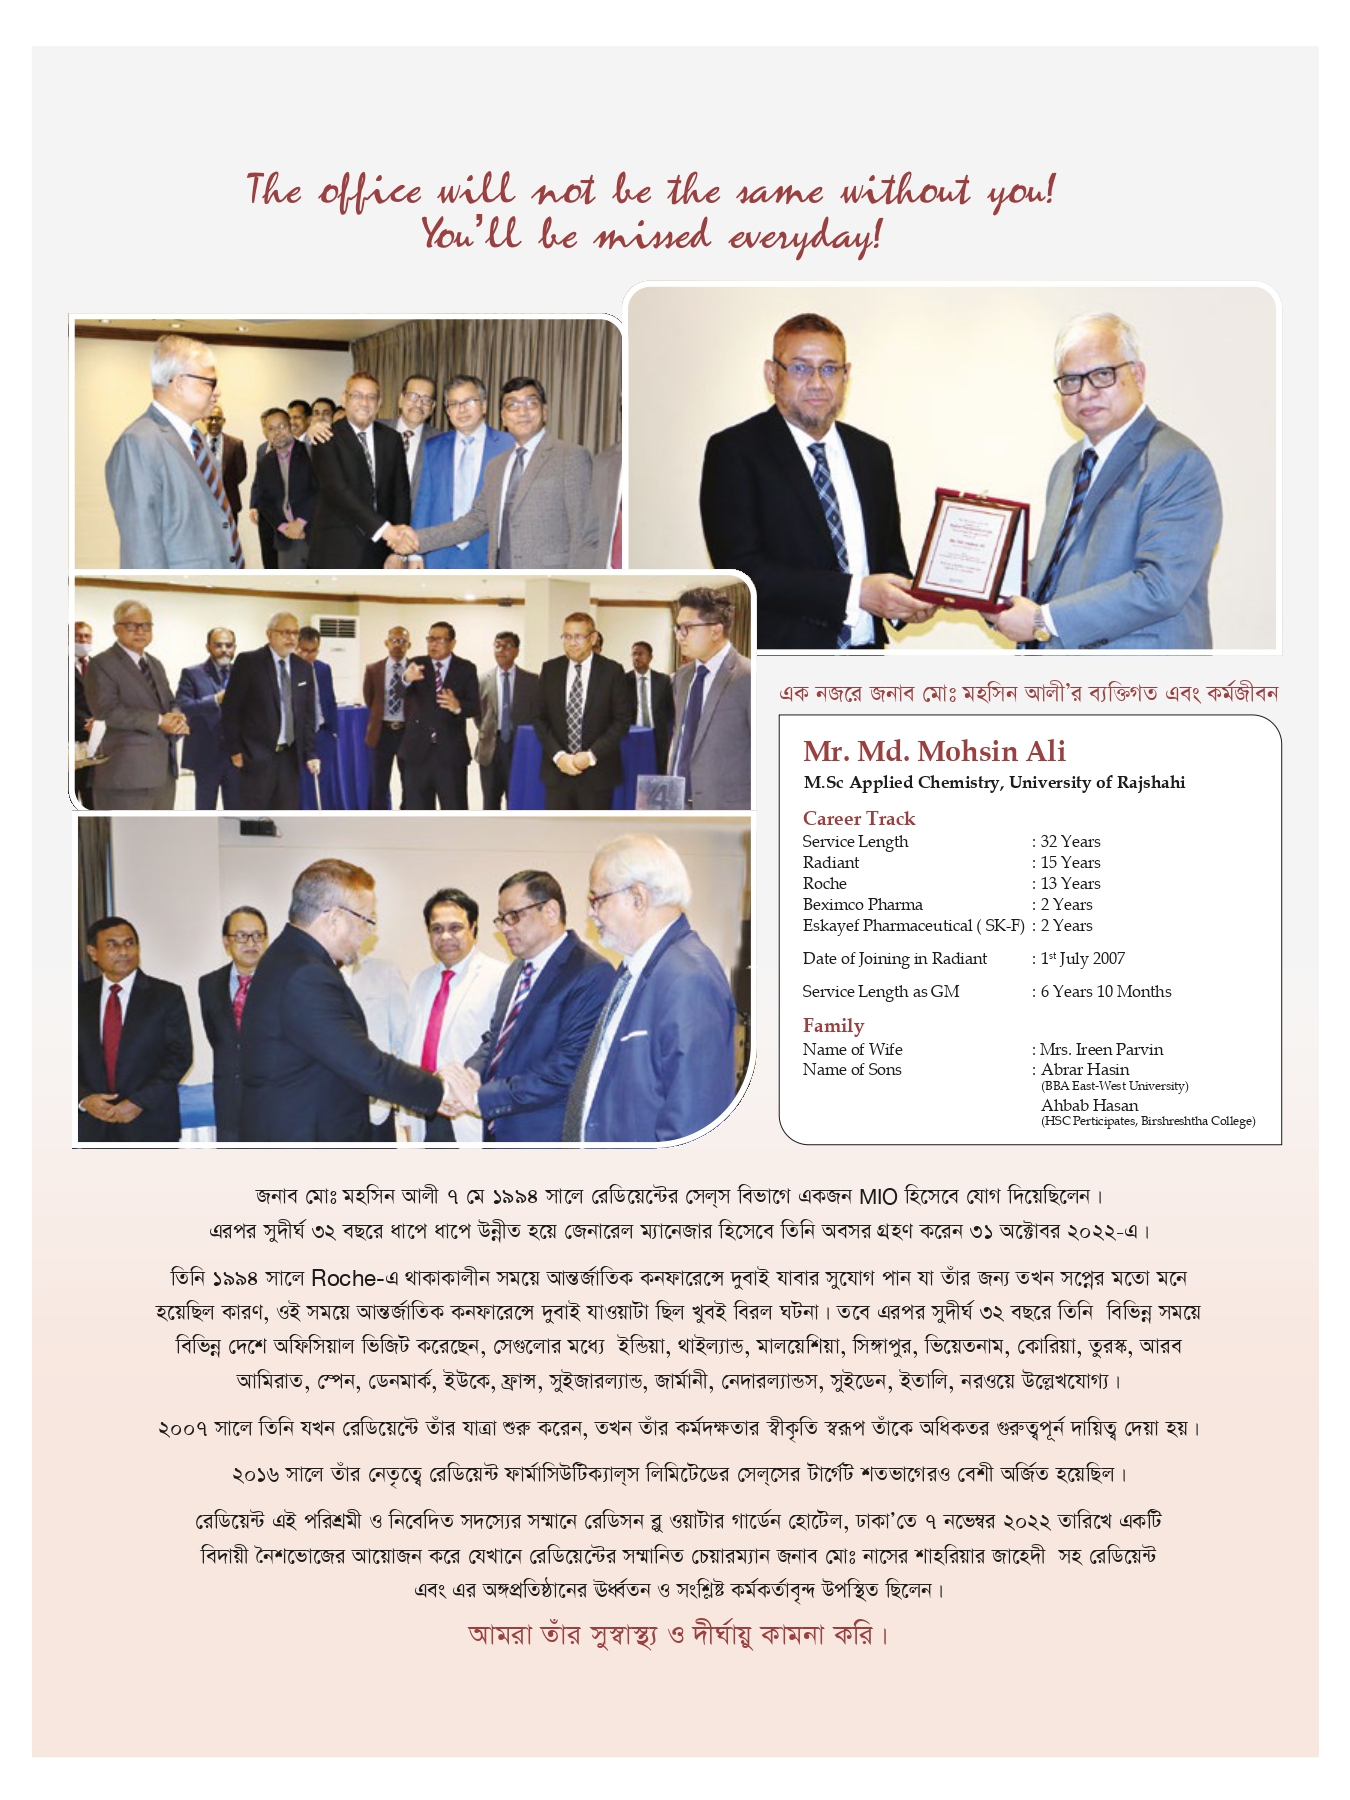 The office will not be the same without you!
You'll be missed everyday!
এক নজরে জনাব মোঃ মহসিন আলী'র ব্যক্তিগত এবং কর্মজীবন
Mr. Md. Mohsin Ali
M.Sc Applied Chemistry, University of Rajshahi
Career Track
Service Length : 32 Years
Radiant : 15 Years
Roche : 13 Years
Beximco Pharma : 2 Years
Eskayef Pharmaceutical ( SK-F) : 2 Years
Date of Joining in Radiant : 1st July 2007
Service Length as GM : 6 Years 10 Months
Family
Name of Wife : Mrs. Ireen Parvin
Name of Sons : Abrar Hasin
(BBA East-West University)
Ahbab Hasan
(HSC Perticipates, Birshreshtha College)
জনাব মোঃ মহসিন আলী ৭ মে ১৯৯৪ সালে রেডিয়েন্টের সেল্‌স বিভাগে একজন MIO হিসেবে যোগ দিয়েছিলেন।
এরপর সুদীর্ঘ ৩২ বছরে ধাপে ধাপে উন্নীত হয়ে জেনারেল ম্যানেজার হিসেবে তিনি অবসর গ্রহণ করেন ৩১ অক্টোবর ২০২২-এ।
তিনি ১৯৯৪ সালে Roche-এ থাকাকালীন সময়ে আন্তর্জাতিক কনফারেন্সে দুবাই যাবার সুযোগ পান যা তাঁর জন্য তখন সপ্নের মতো মনে
হয়েছিল কারণ, ওই সময়ে আন্তর্জাতিক কনফারেন্সে দুবাই যাওয়াটা ছিল খুবই বিরল ঘটনা। তবে এরপর সুদীর্ঘ ৩২ বছরে তিনি বিভিন্ন সময়ে
বিভিন্ন দেশে অফিসিয়াল ভিজিট করেছেন, সেগুলোর মধ্যে ইন্ডিয়া, থাইল্যান্ড, মালয়েশিয়া, সিঙ্গাপুর, ভিয়েতনাম, কোরিয়া, তুরস্ক, আরব
আমিরাত, স্পেন, ডেনমার্ক, ইউকে, ফ্রান্স, সুইজারল্যান্ড, জার্মানী, নেদারল্যান্ডস, সুইডেন, ইতালি, নরওয়ে উল্লেখযোগ্য।
২০০৭ সালে তিনি যখন রেডিয়েন্টে তাঁর যাত্রা শুরু করেন, তখন তাঁর কর্মদক্ষতার স্বীকৃতি স্বরূপ তাঁকে অধিকতর গুরুত্বপূর্ন দায়িত্ব দেয়া হয়।
২০১৬ সালে তাঁর নেতৃত্বে রেডিয়েন্ট ফার্মাসিউটিক্যাল্‌স লিমিটেডের সেল্‌সের টার্গেট শতভাগেরও বেশী অর্জিত হয়েছিল।
রেডিয়েন্ট এই পরিশ্রমী ও নিবেদিত সদস্যের সম্মানে রেডিসন ব্লু ওয়াটার গার্ডেন হোটেল, ঢাকা'তে ৭ নভেম্বর ২০২২ তারিখে একটি
বিদায়ী নৈশভোজের আয়োজন করে যেখানে রেডিয়েন্টের সম্মানিত চেয়ারম্যান জনাব মোঃ নাসের শাহরিয়ার জাহেদী সহ রেডিয়েন্ট
এবং এর অঙ্গপ্রতিষ্ঠানের ঊর্ধ্বতন ও সংশ্লিষ্ট কর্মকর্তাবৃন্দ উপস্থিত ছিলেন।
আমরা তাঁর সুস্বাস্থ্য ও দীর্ঘায়ু কামনা করি।